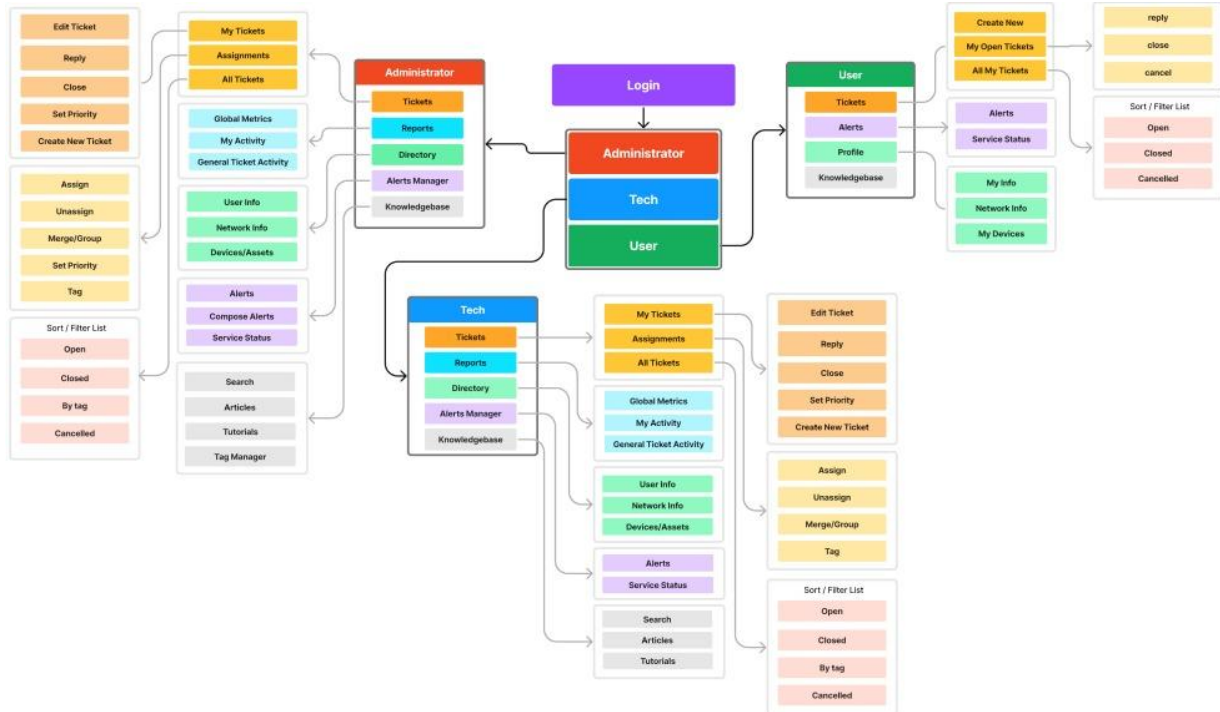 Login
Administrator
Tech
User
Administrator
Tickets
Reports
Directory
Alerts Manager
Knowledgebase
My Tickets
Assignments
All Tickets
Edit Ticket
Reply
Close
Set Priority
Create New Ticket
Assign
Unassign
Merge/Group
Set Priority
Tag
Sort / Filter List
Open
Closed
By tag
Cancelled
Global Metrics
My Activity
General Ticket Activity
User Info
Network Info
Devices/Assets
Alerts
Compose Alerts
Service Status
Search
Articles
Tutorials
Tag Manager
User
Tickets
Alerts
Profile
Knowledgebase
Create New
My Open Tickets
All My Tickets
reply
close
cancel
Sort / Filter List
Open
Closed
Cancelled
Alerts
Service Status
My Info
Network Info
My Devices
Tech
Tickets
Reports
Directory
Alerts Manager
Knowledgebase
My Tickets
Assignments
All Tickets
Edit Ticket
Reply
Close
Set Priority
Create New Ticket
Assign
Unassign
Merge/Group
Tag
Sort / Filter List
Open
Closed
By tag
Cancelled
Global Metrics
My Activity
General Ticket Activity
User Info
Network Info
Devices/Assets
Alerts
Service Status
Search
Articles
Tutorials